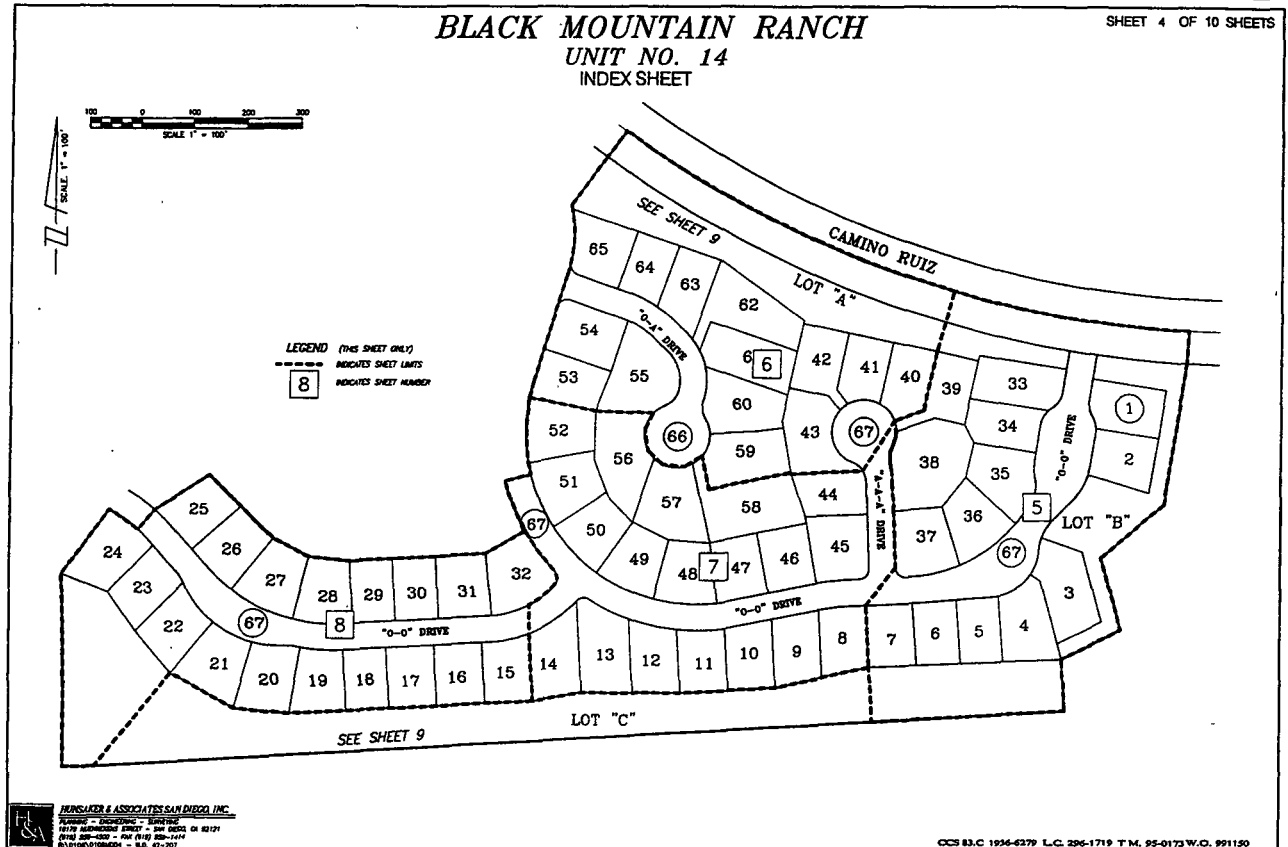 BLACK MOUNTAIN RANCH
UNIT NO. 14
INDEX SHEET
SHEET 4 OF 10 SHEETS
100 0 100 200 300
SCALE 1" = 100'
SCALE 1" = 100'
LEGEND (THIS SHEET ONLY)
INDICATES SHEET LIMITS
8 INDICATES SHEET NUMBER
SEE SHEET 9
CAMINO RUIZ
LOT "A"
65
64
63
62
"O-A" DRIVE
54
55
53
6
6
42
41
40
39
33
1
60
34
"O-O" DRIVE
2
52
66
59
43
67
38
35
56
51
57
58
44
"A-A-A" DRIVE
36
5
LOT "B"
25
67
50
49
48
7
47
46
45
37
67
24
26
23
27
28
29
30
31
32
3
22
67
8
"O-O" DRIVE
"O-O" DRIVE
21
20
19
18
17
16
15
14
13
12
11
10
9
8
7
6
5
4
LOT "C"
SEE SHEET 9
H&A
HUNSAKER & ASSOCIATES SAN DIEGO, INC.
PLANNING - ENGINEERING - SURVEYING
CCS 83.C 1936-6279 L.C. 296-1719 T M. 95-0173 W.O. 991150